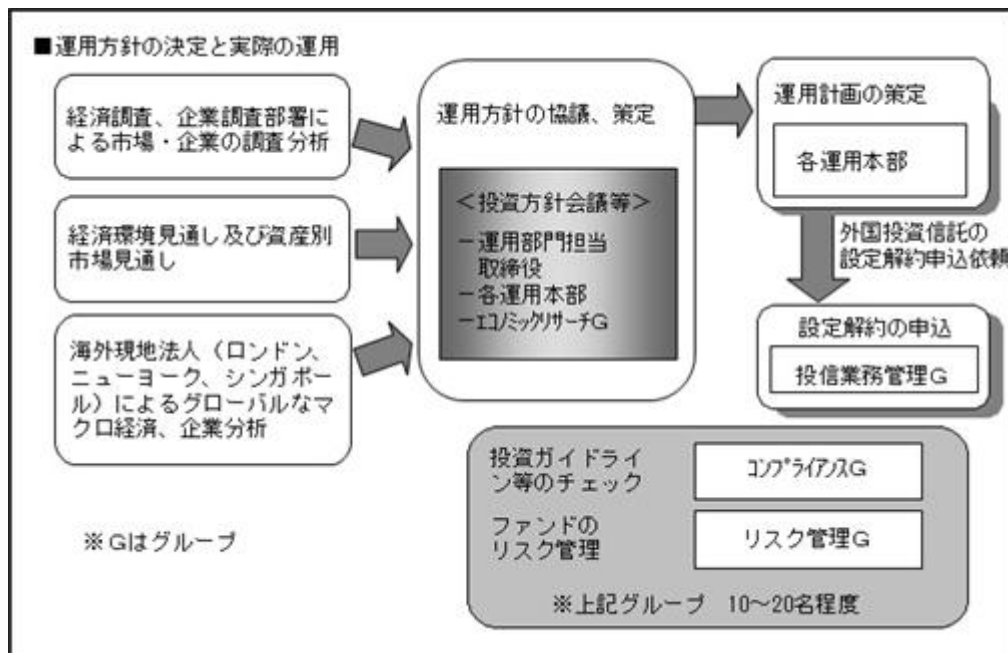 ■運用方針の決定と実際の運用
経済調査、企業調査部署に
よる市場・企業の調査分析
経済環境見通し及び資産別
市場見通し
海外現地法人（ロンドン、
ニューヨーク、シンガポー
ル）によるグローバルなマ
クロ経済、企業分析
※Gはグループ
運用方針の協議、策定
＜投資方針会議等＞
－運用部門担当
取締役
－各運用本部
－ｴｺﾉﾐｯｸﾘｻｰﾁG
運用計画の策定
各運用本部
外国投資信託の
設定解約申込依頼
設定解約の申込
投信業務管理G
投資ガイドライ
ン等のチェック
ｺﾝﾌﾟﾗｲｱﾝｽG
ファンドの
リスク管理
リスク管理G
※上記グループ　10～20名程度